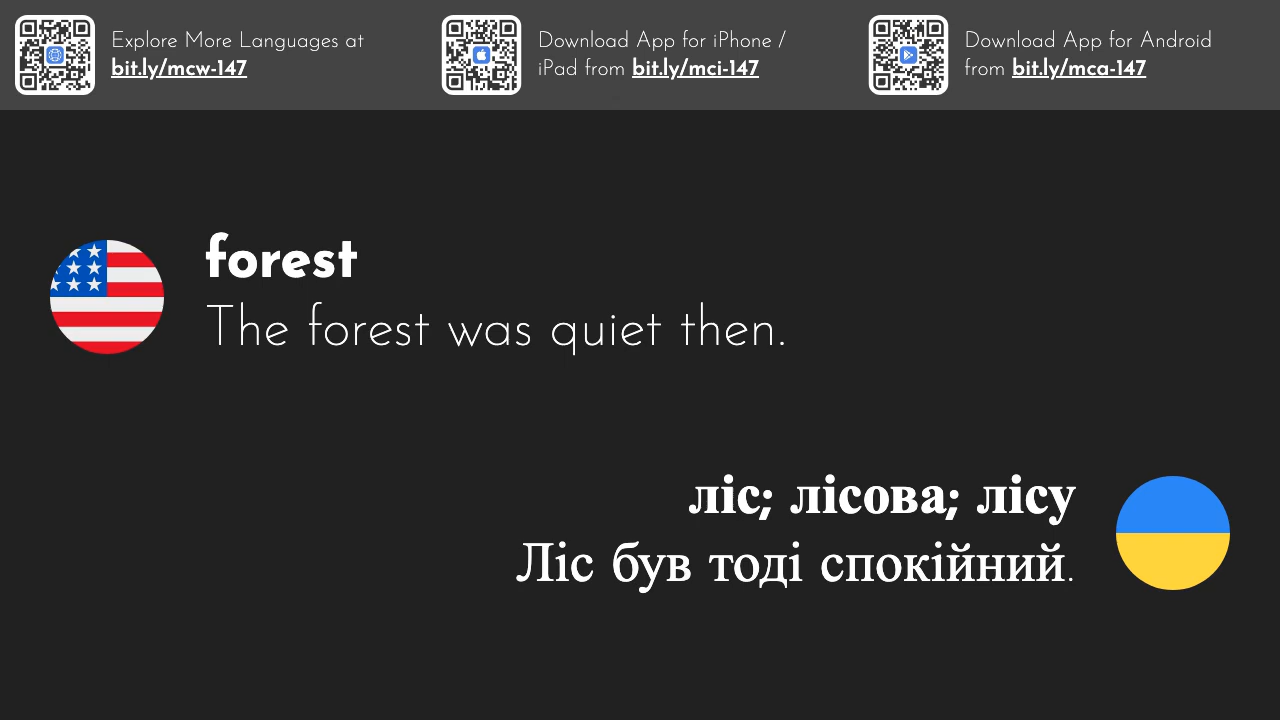 Explore More Languages at
bit.ly/mcw-147
Download App for iPhone /
iPad from bit.ly/mci-147
Download App for Android
from bit.ly/mca-147
forest
The forest was quiet then.
ліс; лісова; лісу
Ліс був тоді спокійний.